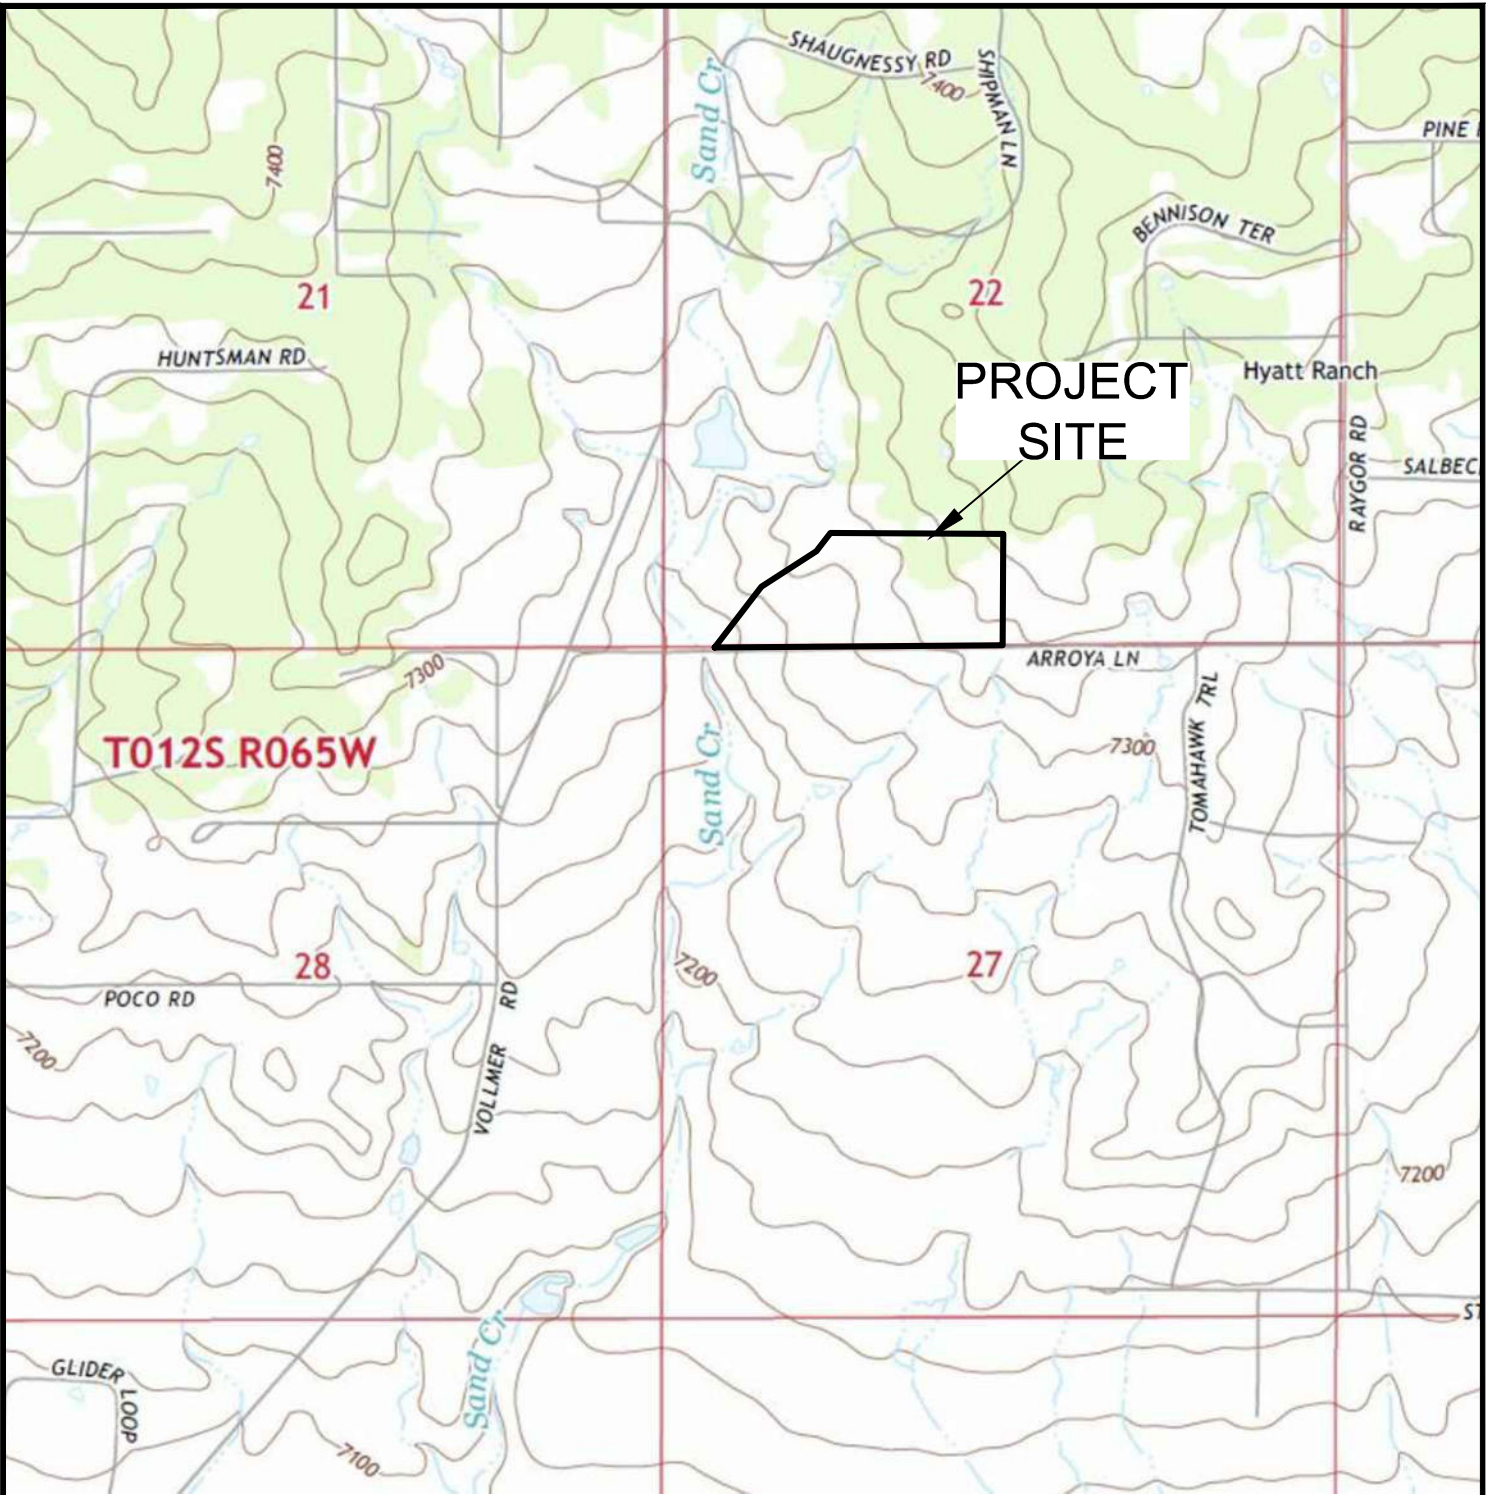 SHAUGNESSY RD
SHIPMAN LN
7400
Sand Cr
PINE
7400
BENNISON TER
21
22
HUNTSMAN RD
PROJECT
SITE
Hyatt Ranch
RAYGOR RD
SALBEC
7300
ARROYA LN
T012S R065W
Sand Cr
7300
TOMAHAWK TRL
28
7200
27
POCO RD
VOLLMER RD
7200
7200
Sand Cr
ST
GLIDER LOOP
7100